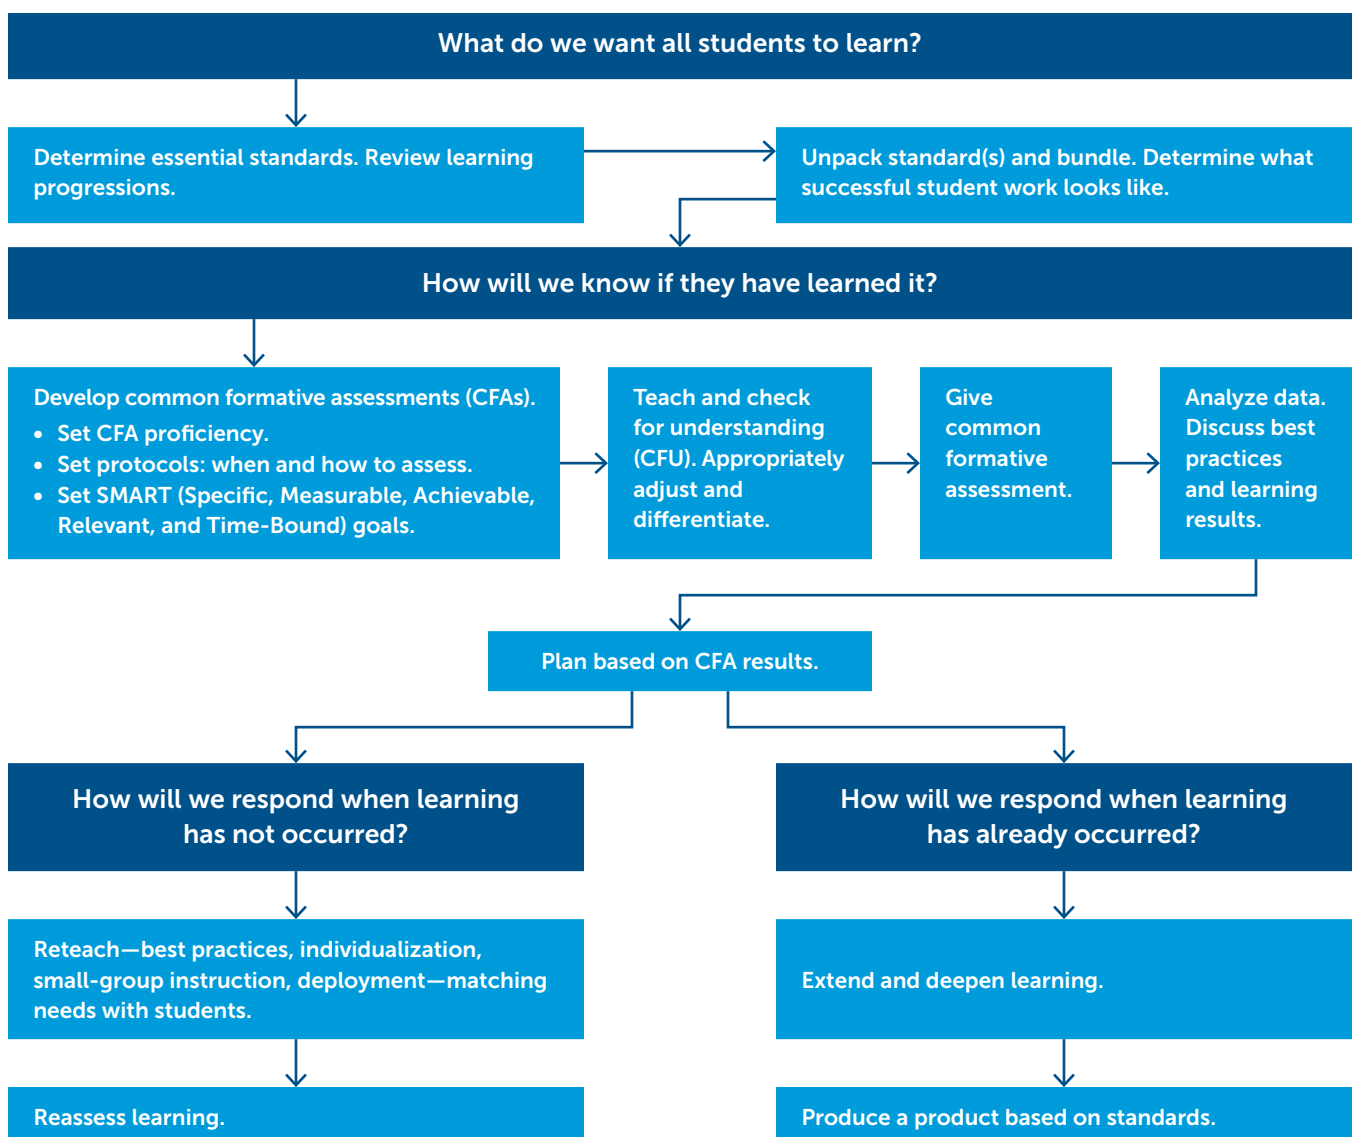 What do we want all students to learn?
Determine essential standards. Review learning
progressions.
Unpack standard(s) and bundle. Determine what
successful student work looks like.
How will we know if they have learned it?
Develop common formative assessments (CFAs).
• Set CFA proficiency.
• Set protocols: when and how to assess.
• Set SMART (Specific, Measurable, Achievable,
Relevant, and Time-Bound) goals.
Teach and check
for understanding
(CFU). Appropriately
adjust and
differentiate.
Give
common
formative
assessment.
Analyze data.
Discuss best
practices
and learning
results.
Plan based on CFA results.
How will we respond when learning
has not occurred?
How will we respond when learning
has already occurred?
Reteach—best practices, individualization,
small-group instruction, deployment—matching
needs with students.
Extend and deepen learning.
Reassess learning.
Produce a product based on standards.